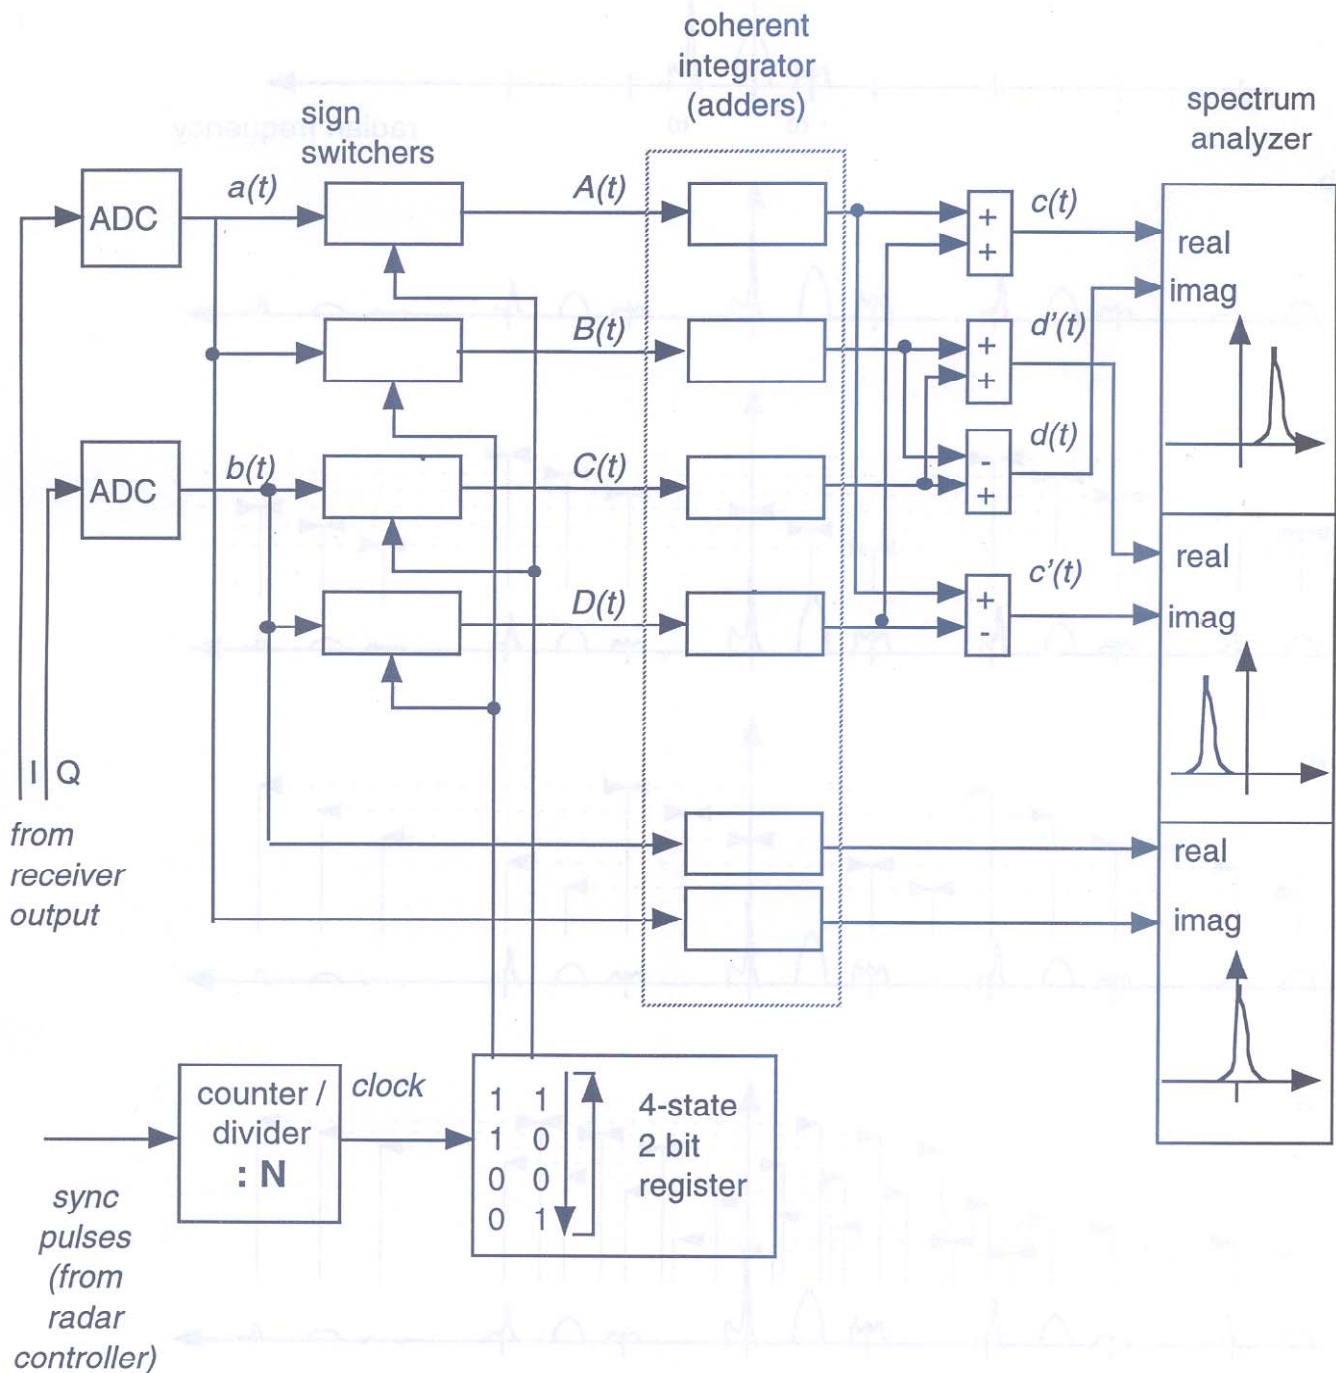 coherent
integrator
(adders)
spectrum
analyzer
sign
switchers
ADC
a(t)
A(t)
+
+
c(t)
real
imag
B(t)
+
+
d'(t)
ADC
b(t)
C(t)
-
+
d(t)
real
imag
D(t)
+
-
c'(t)
I Q
from
receiver
output
real
imag
counter /
divider
: N
clock
1 1
1 0
0 0
0 1
4-state
2 bit
register
sync
pulses
(from
radar
controller)
radian frequency